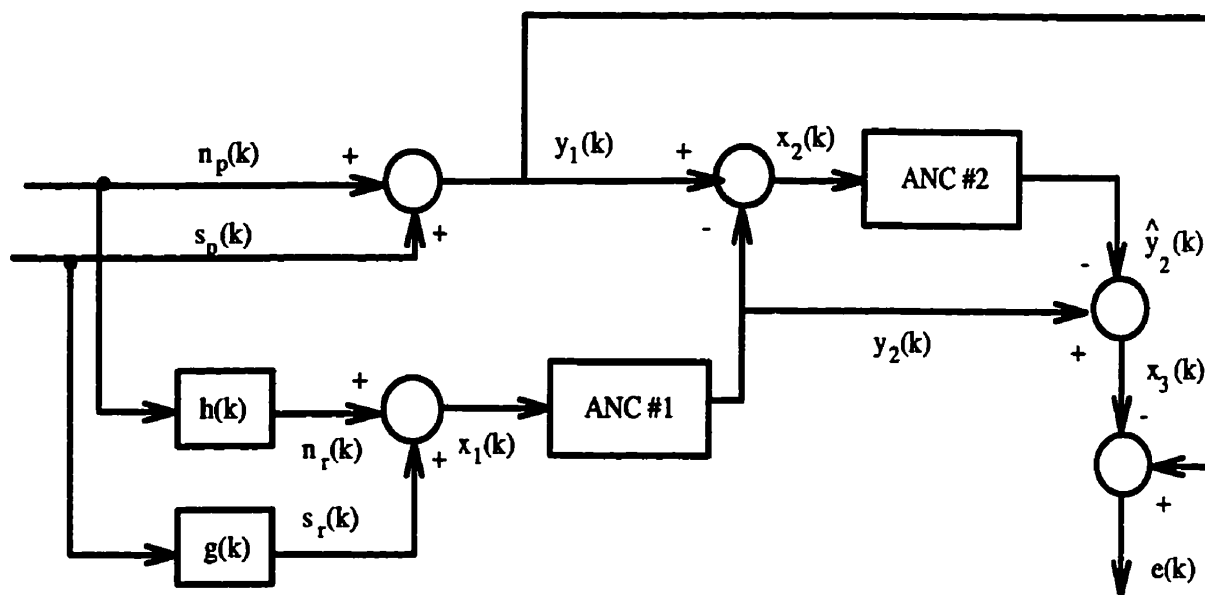 n_p(k)
+
y_1(k)
+
x_2(k)
ANC #2
s_p(k)
+
-
ŷ_2(k)
-
y_2(k)
+
x_3(k)
h(k)
+
n_r(k)
x_1(k)
ANC #1
-
+
s_r(k)
+
g(k)
e(k)